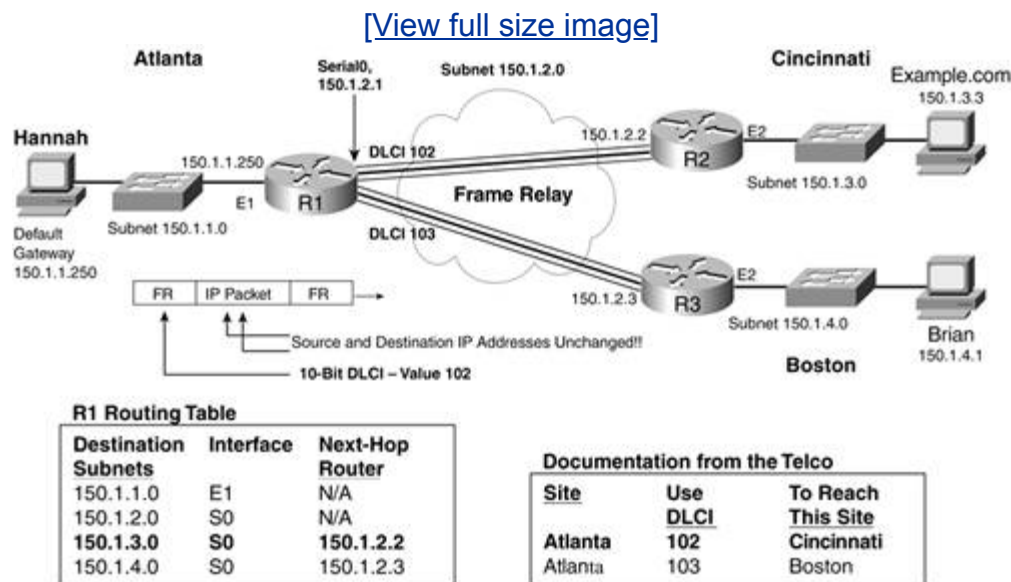 [View full size image]
Atlanta
Serial0,
150.1.2.1
Subnet 150.1.2.0
Cincinnati
Example.com
150.1.3.3
Hannah
150.1.1.250
DLCI 102
150.1.2.2
E2
R2
E1
R1
Frame Relay
Subnet 150.1.3.0
Default
Gateway
150.1.1.250
Subnet 150.1.1.0
DLCI 103
E2
FR IP Packet FR
150.1.2.3
R3
Subnet 150.1.4.0
Brian
150.1.4.1
Source and Destination IP Addresses Unchanged!!
10-Bit DLCI – Value 102
Boston
R1 Routing Table
Destination Interface Next-Hop
Subnets Router
150.1.1.0 E1 N/A
150.1.2.0 S0 N/A
150.1.3.0 S0 150.1.2.2
150.1.4.0 S0 150.1.2.3
Documentation from the Telco
Site Use To Reach
DLCI This Site
Atlanta 102 Cincinnati
Atlanta 103 Boston